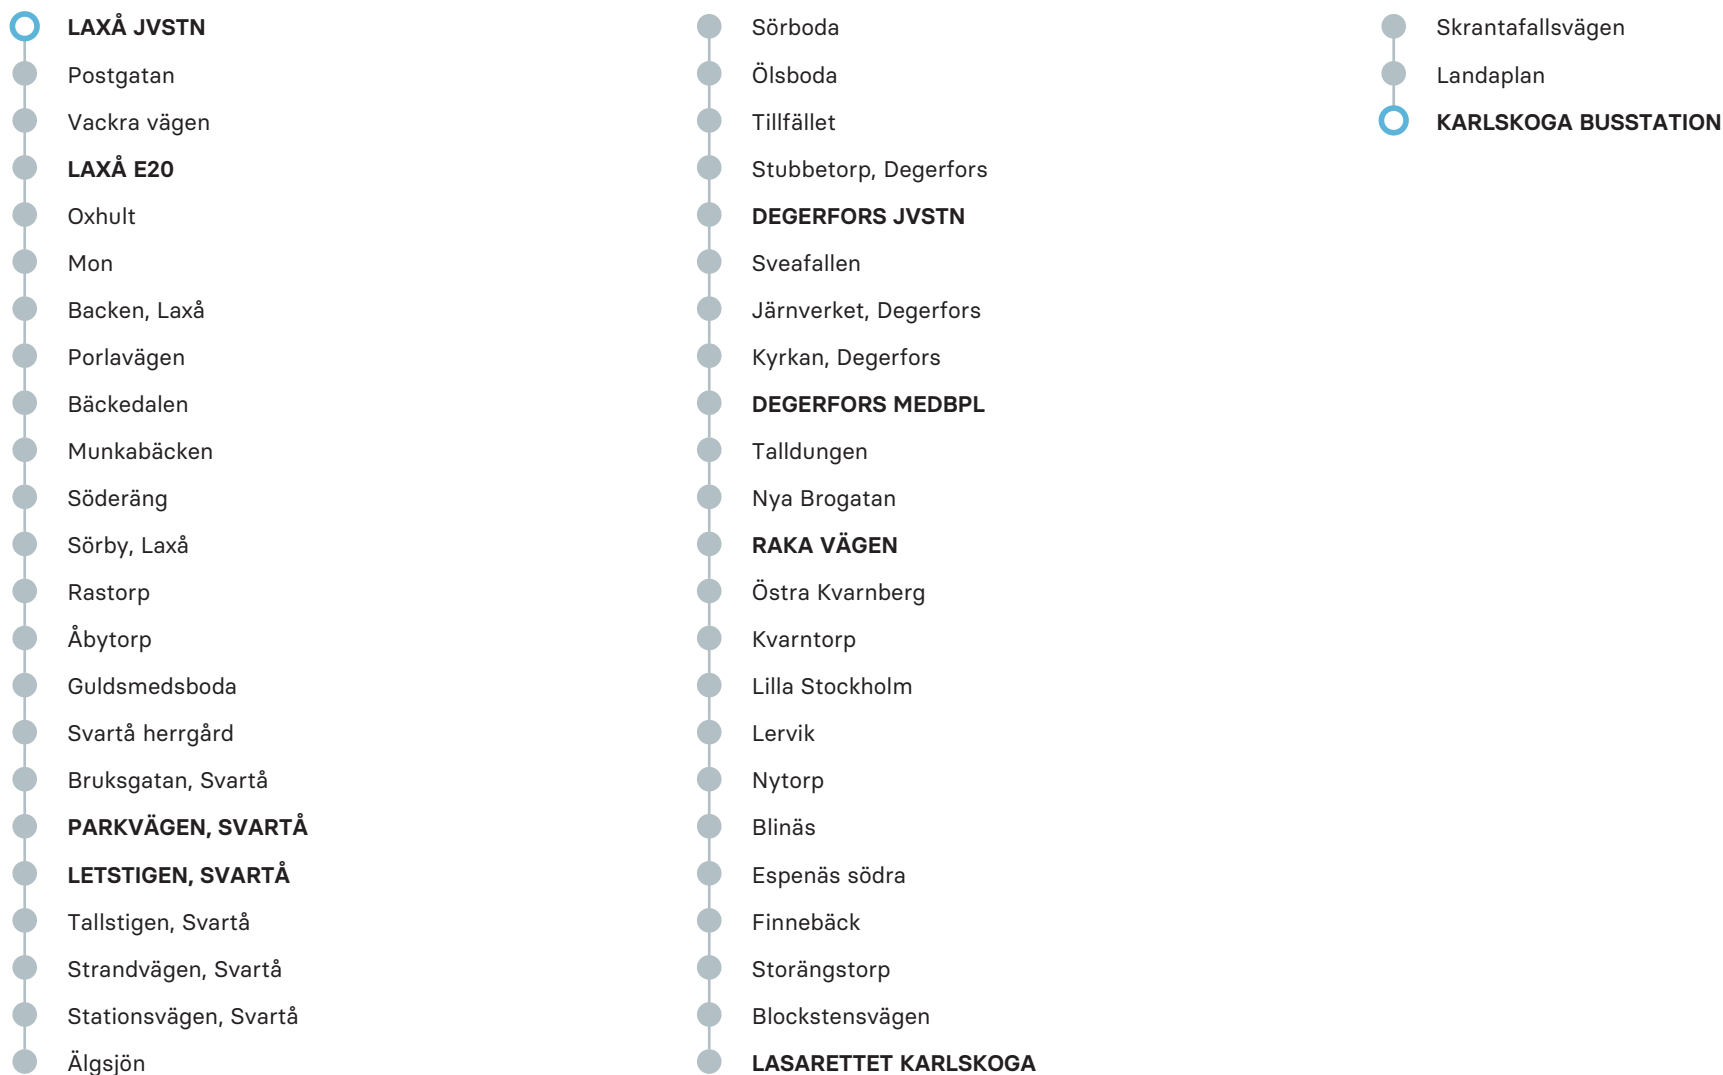 LAXÅ JVSTN
Postgatan
Vackra vägen
LAXÅ E20
Oxhult
Mon
Backen, Laxå
Porlavägen
Bäckedalen
Munkabäcken
Söderäng
Sörby, Laxå
Rastorp
Åbytorp
Guldsmedsboda
Svartå herrgård
Bruksgatan, Svartå
PARKVÄGEN, SVARTÅ
LETSTIGEN, SVARTÅ
Tallstigen, Svartå
Strandvägen, Svartå
Stationsvägen, Svartå
Älgsjön
Sörboda
Ölsboda
Tillfället
Stubbetorp, Degerfors
DEGERFORS JVSTN
Sveafallen
Järnverket, Degerfors
Kyrkan, Degerfors
DEGERFORS MEDBPL
Talldungen
Nya Brogatan
RAKA VÄGEN
Östra Kvarnberg
Kvarntorp
Lilla Stockholm
Lervik
Nytorp
Blinäs
Espenäs södra
Finnebäck
Storängstorp
Blockstensvägen
LASARETTET KARLSKOGA
Skrantafallsvägen
Landaplan
KARLSKOGA BUSSTATION